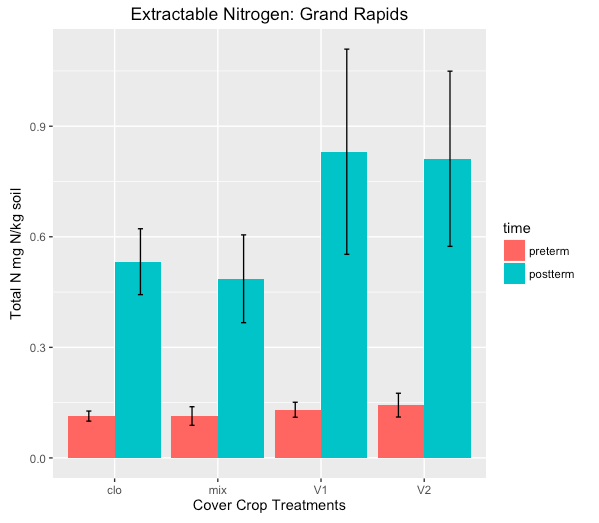 Extractable Nitrogen: Grand Rapids
Total N mg N/kg soil
0.9
0.6
0.3
0.0
clo mix V1 V2
Cover Crop Treatments
time
preterm
postterm